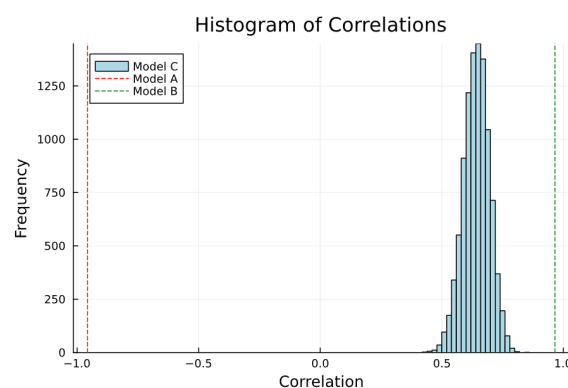 Histogram of Correlations
Model C
Model A
Model B
1250
1000
750
500
250
0
Frequency
−1.0
−0.5
0.0
0.5
1.0
Correlation